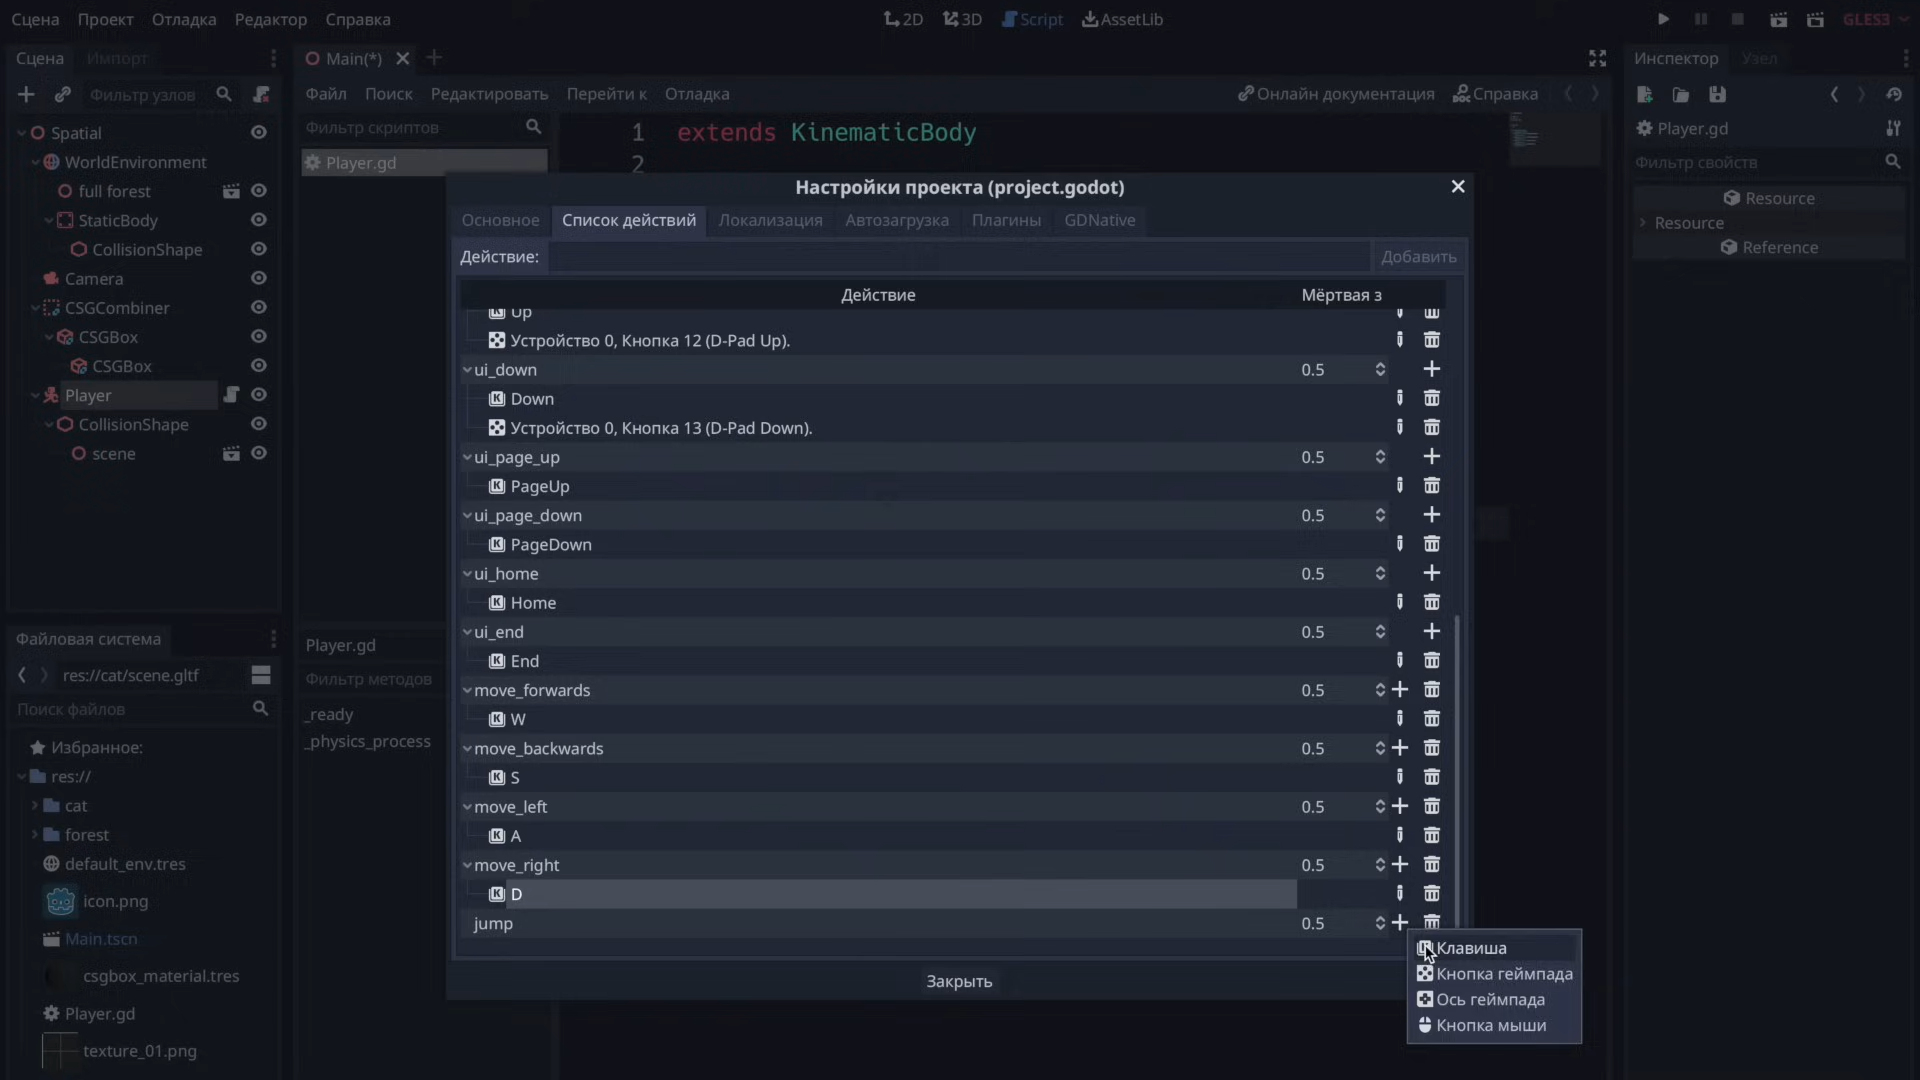 Сцена Проект Отладка Редактор Справка
2D 3D Script AssetLib
GLES3
Сцена Импорт
Фильтр узлов
Spatial
WorldEnvironment
full forest
StaticBody
CollisionShape
Camera
CSGCombiner
CSGBox
CSGBox
Player
CollisionShape
scene
Файловая система
res://cat/scene.gltf
Поиск файлов
Избранное:
res://
cat
forest
default_env.tres
icon.png
Main.tscn
csgbox_material.tres
Player.gd
texture_01.png
Main(*)
Файл Поиск Редактировать Перейти к Отладка
Онлайн документация Справка
Фильтр скриптов
Player.gd
1 extends KinematicBody
2
Player.gd
Фильтр методов
_ready
_physics_process
Настройки проекта (project.godot)
Основное Список действий Локализация Автозагрузка Плагины GDNative
Действие: Добавить
Действие Мёртвая з
Up
Устройство 0, Кнопка 12 (D-Pad Up).
ui_down 0.5
Down
Устройство 0, Кнопка 13 (D-Pad Down).
ui_page_up 0.5
PageUp
ui_page_down 0.5
PageDown
ui_home 0.5
Home
ui_end 0.5
End
move_forwards 0.5
W
move_backwards 0.5
S
move_left 0.5
A
move_right 0.5
D
jump 0.5
Закрыть
Клавиша
Кнопка геймпада
Ось геймпада
Кнопка мыши
Инспектор Узел
Player.gd
Фильтр свойств
Resource
Resource
Reference